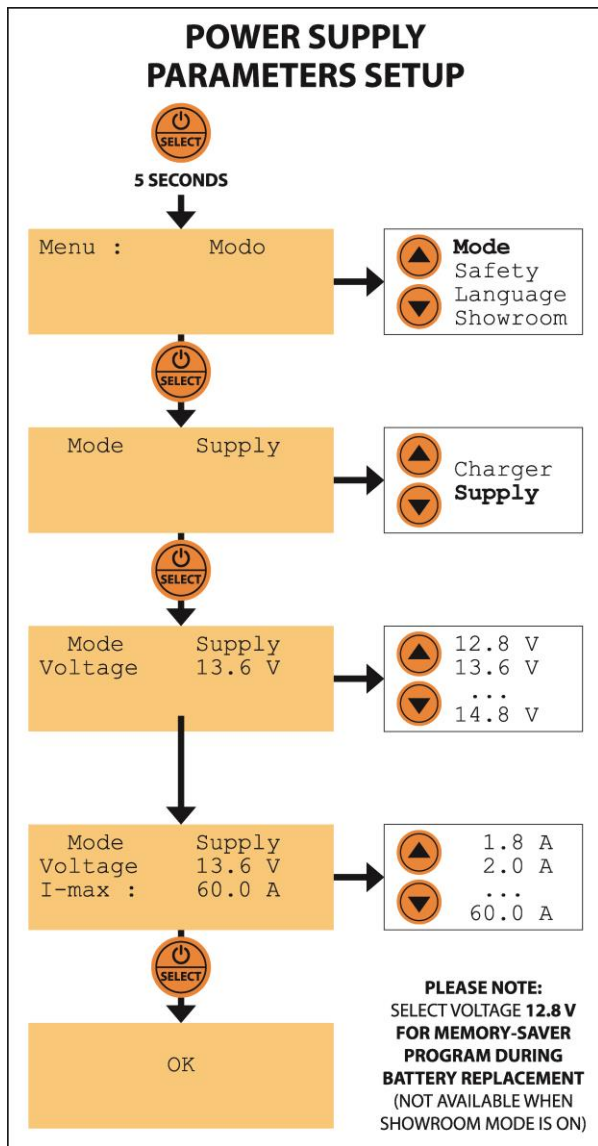 POWER SUPPLY
PARAMETERS SETUP
SELECT
5 SECONDS
Menu : Modo
Mode
Safety
Language
Showroom
SELECT
Mode Supply
Charger
Supply
SELECT
Mode Supply
Voltage 13.6 V
12.8 V
13.6 V
...
14.8 V
Mode Supply
Voltage 13.6 V
I-max : 60.0 A
1.8 A
2.0 A
...
60.0 A
SELECT
OK
PLEASE NOTE:
SELECT VOLTAGE 12.8 V
FOR MEMORY-SAVER
PROGRAM DURING
BATTERY REPLACEMENT
(NOT AVAILABLE WHEN
SHOWROOM MODE IS ON)